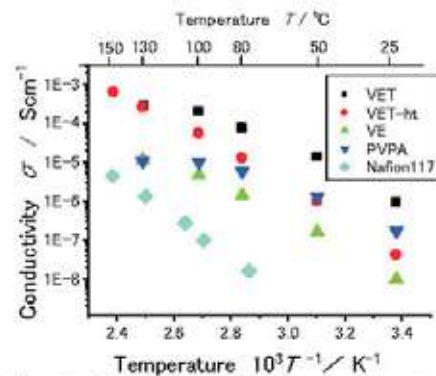 Temperature T / °C
150 130 100 80 50 25
1E-3
1E-4
1E-5
1E-6
1E-7
1E-8
Conductivity σ / Scm⁻¹
VET
VET-ht
VE
PVPA
Nafion117
2.4 2.6 2.8 3.0 3.2 3.4
Temperature 10³T⁻¹/ K⁻¹